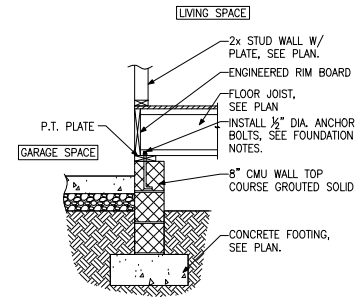 LIVING SPACE
2x STUD WALL W/
PLATE, SEE PLAN.
ENGINEERED RIM BOARD
FLOOR JOIST,
SEE PLAN
P.T. PLATE
INSTALL ½" DIA. ANCHOR
BOLTS, SEE FOUNDATION
NOTES.
GARAGE SPACE
8" CMU WALL TOP
COURSE GROUTED SOLID
CONCRETE FOOTING,
SEE PLAN.